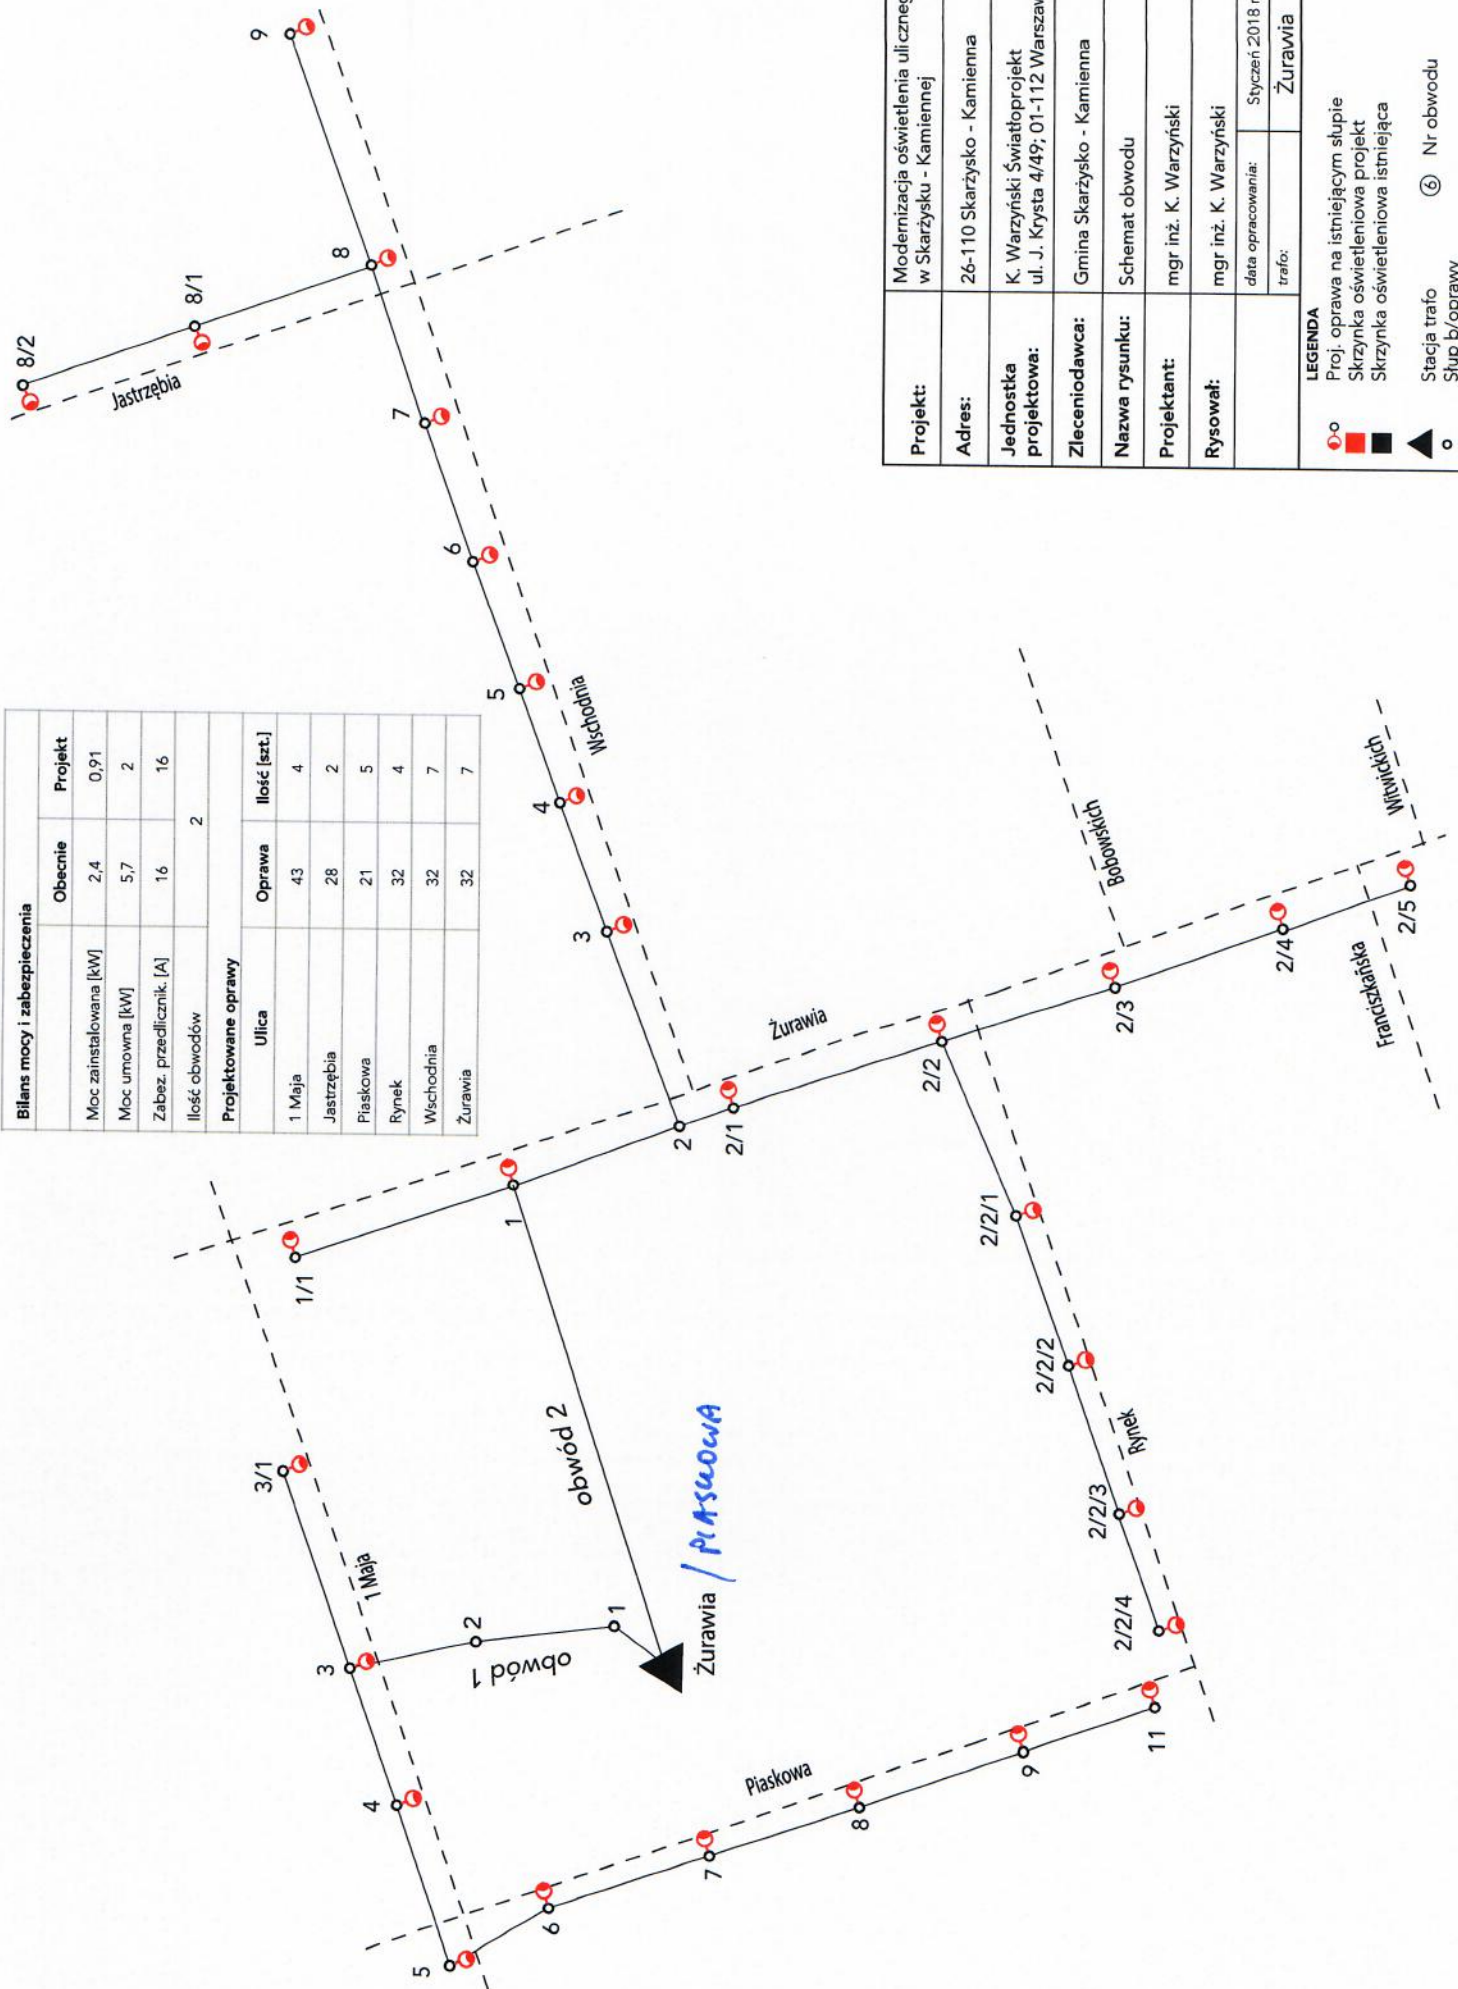 Bilans mocy i zabezpieczenia
Obecnie Projekt
Moc zainstalowana [kW] 2,4 0,91
Moc umowna [kW] 5,7 2
Zabez. przedlicznik. [A] 16 16
Ilość obwodów 2
Projektowane oprawy
Ulica Oprawa Ilość [szt.]
1 Maja 43 4
Jastrzębia 28 2
Piaskowa 21 5
Rynek 32 4
Wschodnia 32 7
Żurawia 32 7
8/2
8/1
Jastrzębia
9
8
7
6
5
4
3
Wschodnia
2
1
1/1
2/1
Żurawia
2/2
2/3
2/4
2/5
Bobowskich
Witwickich
Franciszkańska
2/2/1
2/2/2
2/2/3
2/2/4
Rynek
obwód 2
Żurawia / PIASKOWA
obwód 1
1
2
3
3/1
1 Maja
4
5
6
7
8
9
11
Piaskowa
Projekt: Modernizacja oświetlenia uliczneg
w Skarżysku - Kamiennej
Adres: 26-110 Skarżysko - Kamienna
Jednostka projektowa: K. Warzyński Światłoprojekt
ul. J. Krysta 4/49; 01-112 Warszaw
Zleceniodawca: Gmina Skarżysko - Kamienna
Nazwa rysunku: Schemat obwodu
Projektant: mgr inż. K. Warzyński
Rysował: mgr inż. K. Warzyński
data opracowania: Styczeń 2018 r
trafo: Żurawia
LEGENDA
Proj. oprawa na istniejącym słupie
Skrzynka oświetleniowa projekt
Skrzynka oświetleniowa istniejąca
Stacja trafo 6 Nr obwodu
Słup b/oprawy